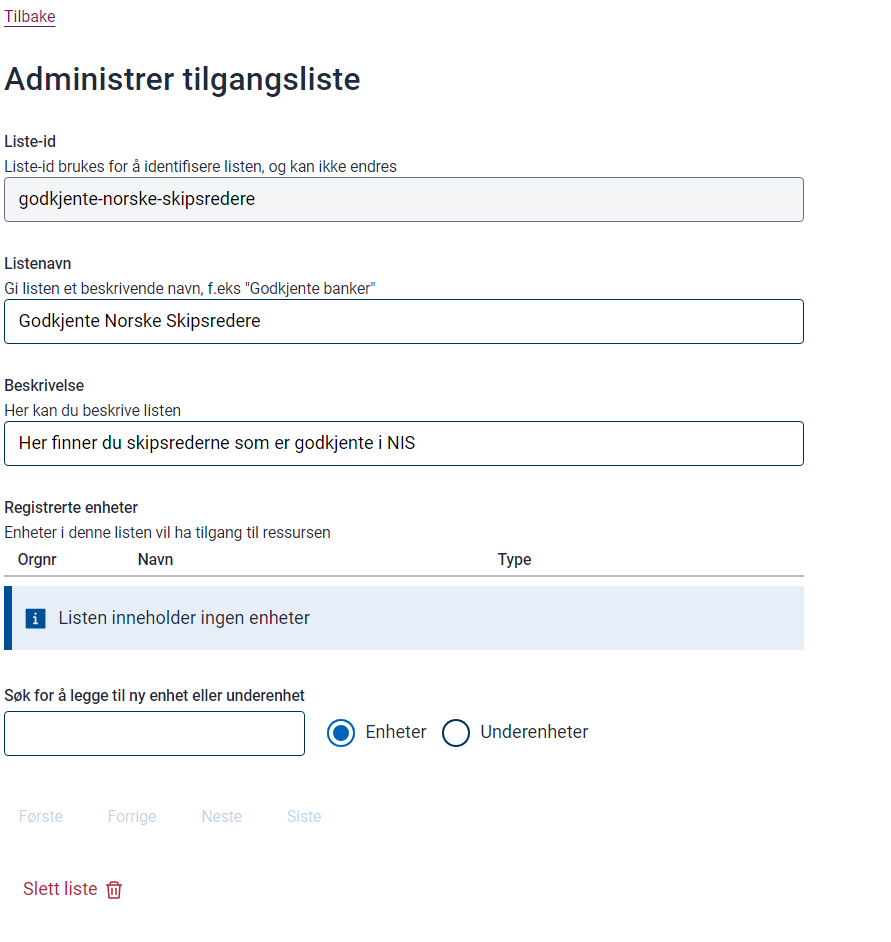 Tilbake
Administrer tilgangsliste
Liste-id
Liste-id brukes for å identifisere listen, og kan ikke endres
godkjente-norske-skipsredere
Listenavn
Gi listen et beskrivende navn, f.eks "Godkjente banker"
Godkjente Norske Skipsredere
Beskrivelse
Her kan du beskrive listen
Her finner du skipsrederne som er godkjente i NIS
Registrerte enheter
Enheter i denne listen vil ha tilgang til ressursen
Orgnr Navn Type
Listen inneholder ingen enheter
Søk for å legge til ny enhet eller underenhet
Enheter Underenheter
Første Forrige Neste Siste
Slett liste